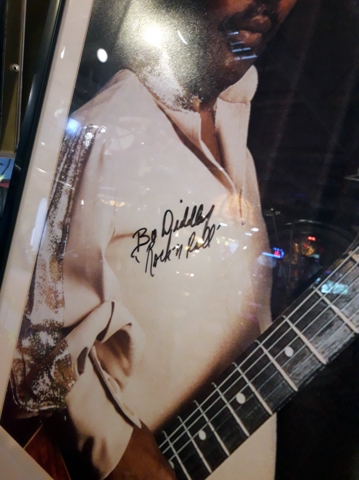 Bo Diddley
"Rock 'n Roll"